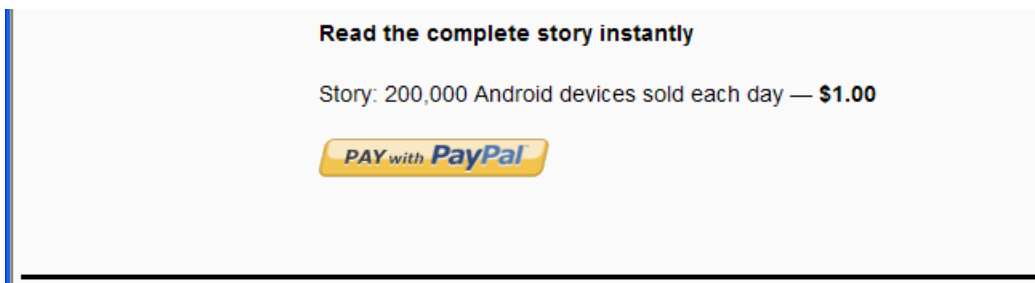 Read the complete story instantly
Story: 200,000 Android devices sold each day — $1.00
PAY with PayPal